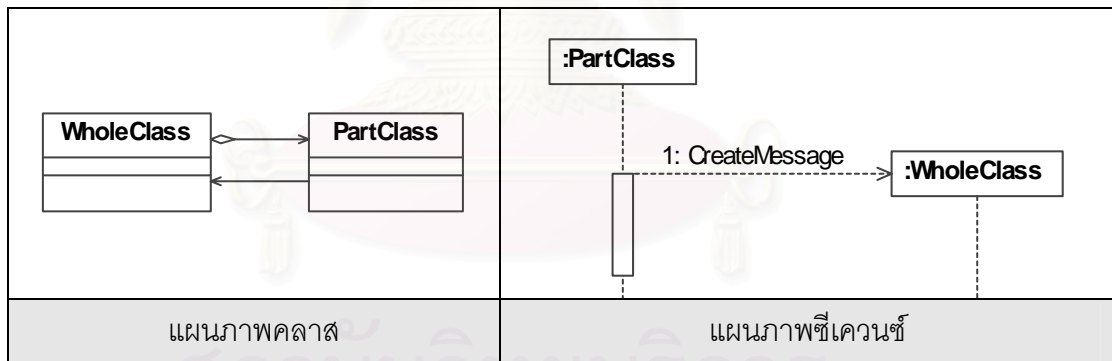 WholeClass
PartClass
:PartClass
1: CreateMessage
:WholeClass
แผนภาพคลาส
แผนภาพซีเควนซ์